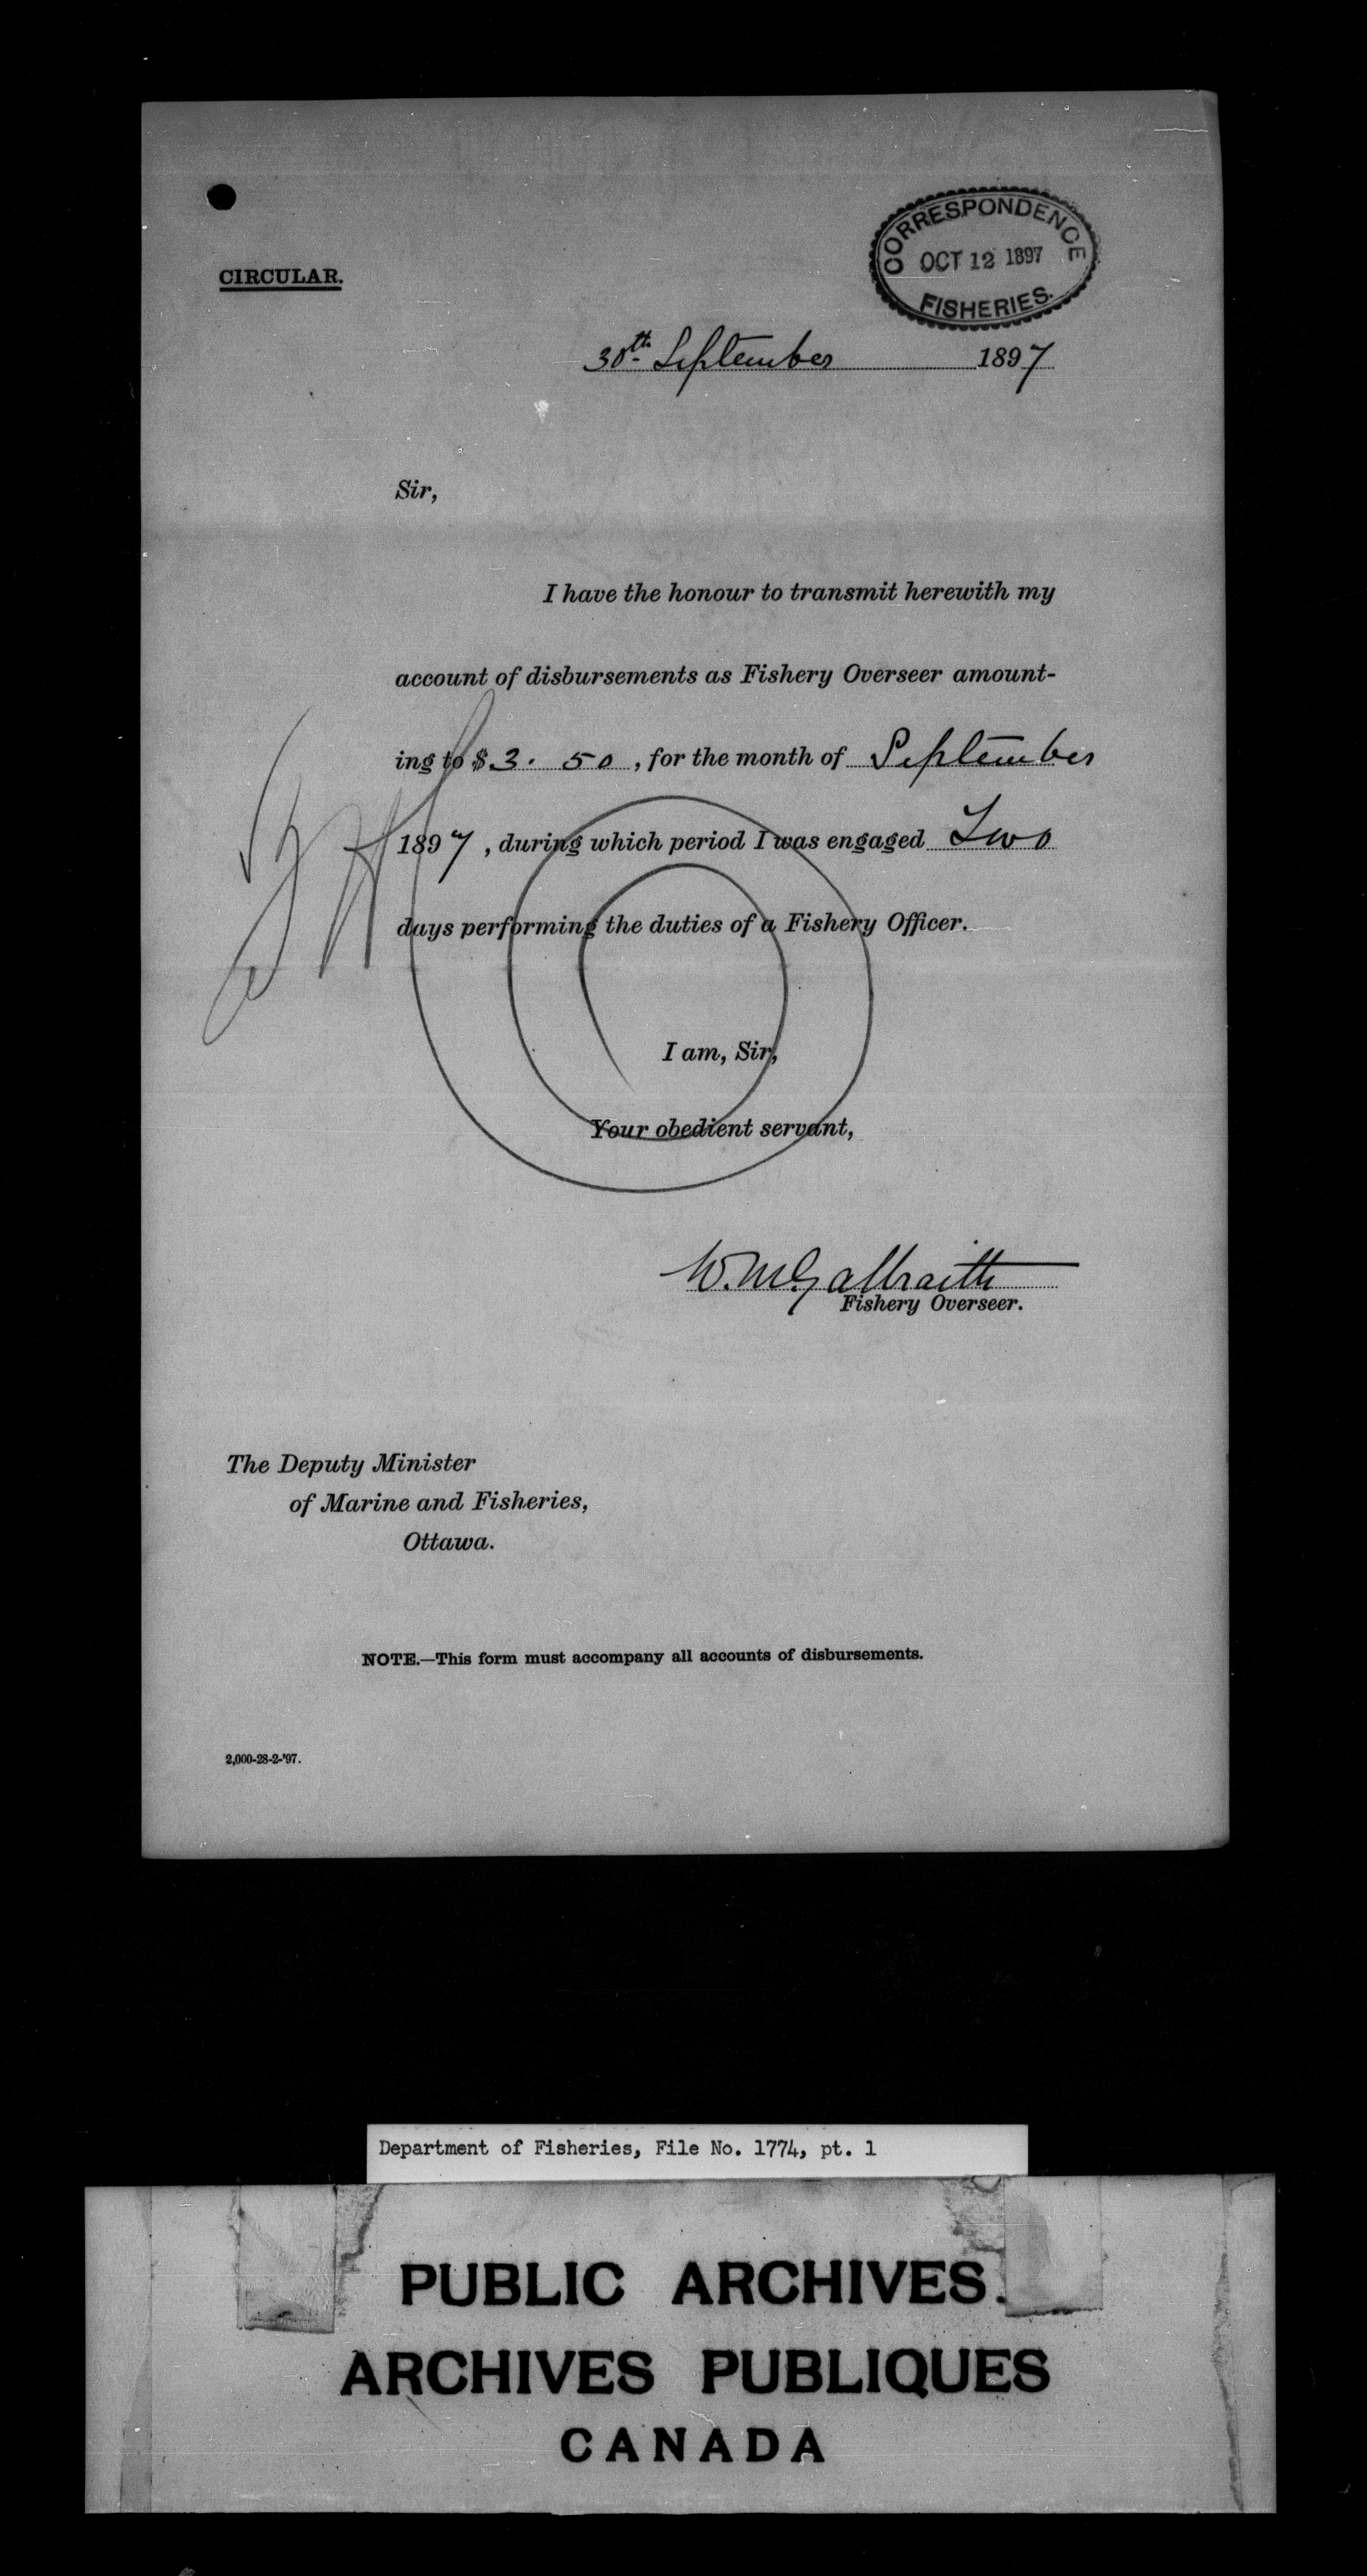 CORRESPONDENCE
OCT 12 1897
FISHERIES.
CIRCULAR.
30th September 1897
Sir,
I have the honour to transmit herewith my
account of disbursements as Fishery Overseer amount-
ing to $ 3. 50, for the month of September
1897, during which period I was engaged Two
days performing the duties of a Fishery Officer.
I am, Sir,
Your obedient servant,
W. M Galbraith
Fishery Overseer.
The Deputy Minister
of Marine and Fisheries,
Ottawa.
NOTE.—This form must accompany all accounts of disbursements.
2,000-28-2-'97.
Department of Fisheries, File No. 1774, pt. 1
PUBLIC ARCHIVES.
ARCHIVES PUBLIQUES
CANADA